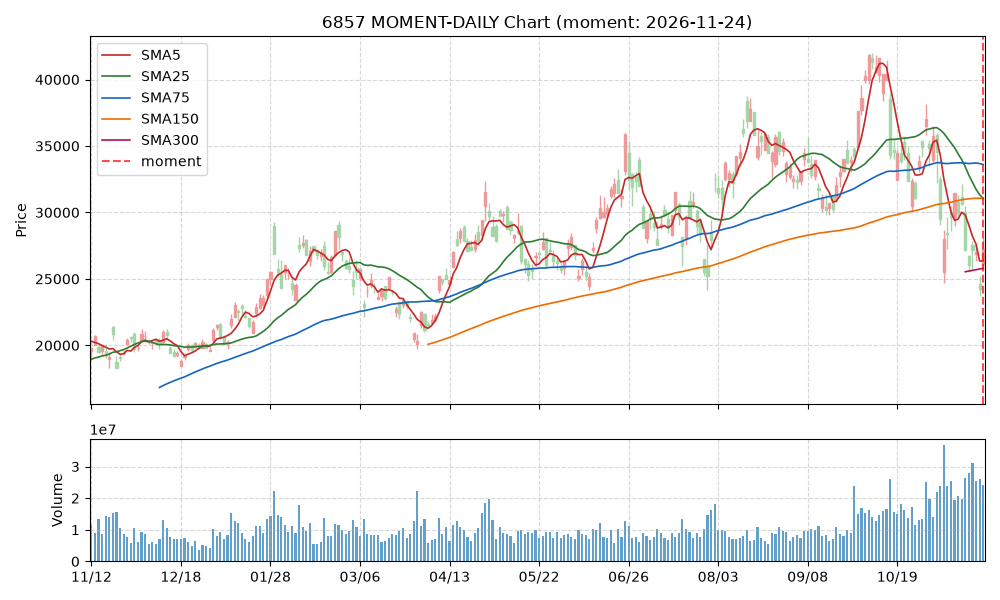 6857 MOMENT-DAILY Chart (moment: 2026-11-24)
SMA5
SMA25
SMA75
SMA150
SMA300
moment
40000
35000
30000
25000
20000
Price
1e7
3
2
1
0
Volume
11/12 12/18 01/28 03/06 04/13 05/22 06/26 08/03 09/08 10/19